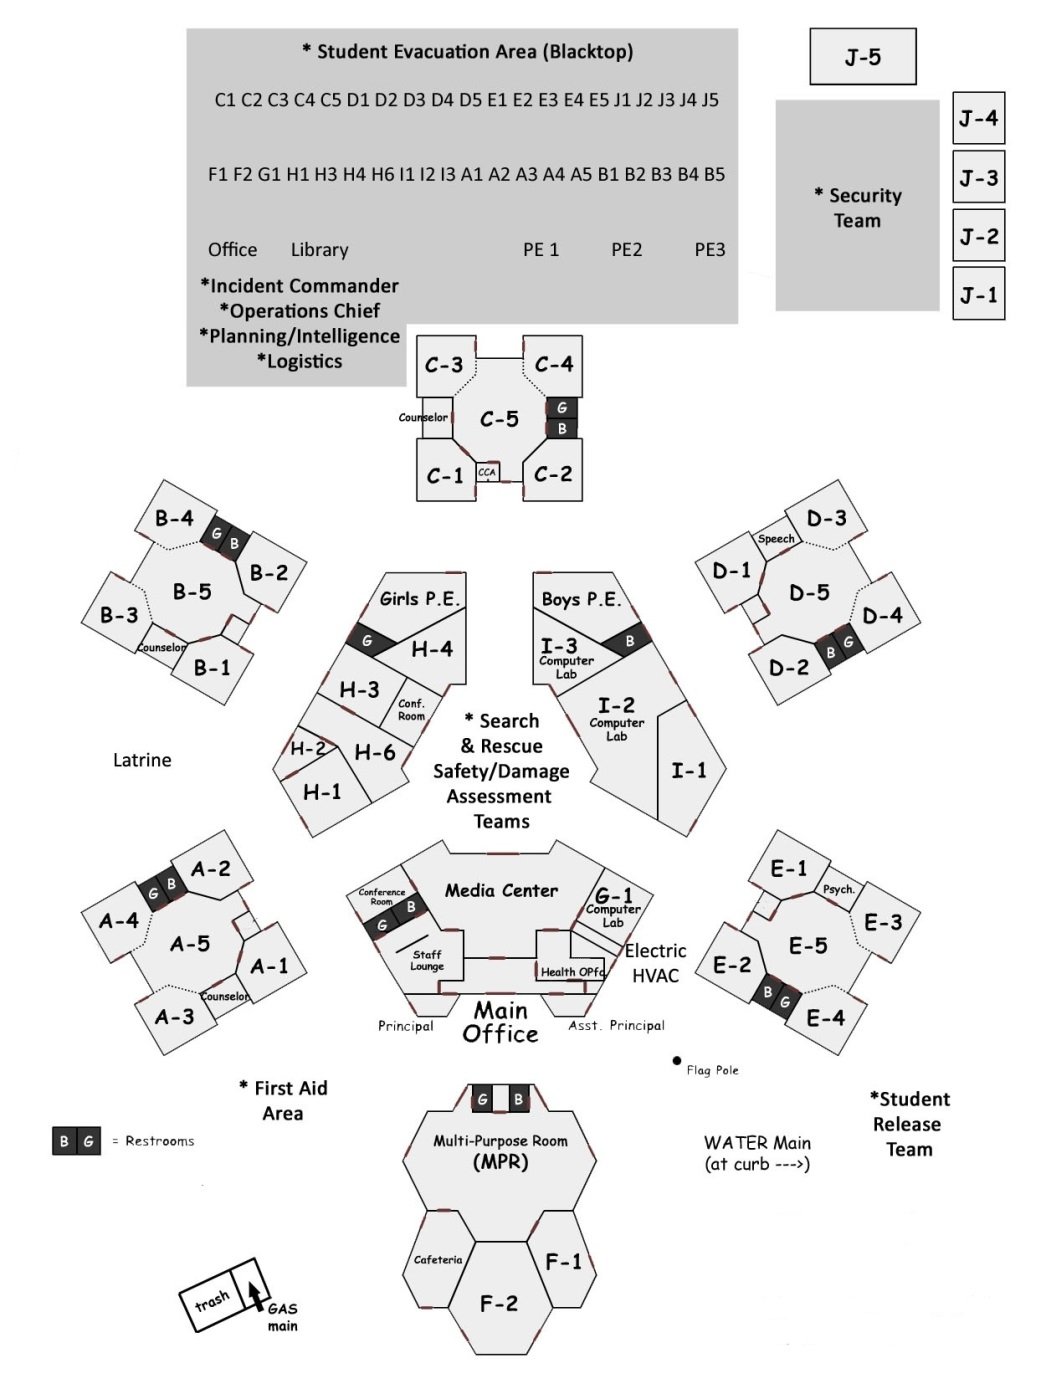 * Student Evacuation Area (Blacktop)
C1 C2 C3 C4 C5 D1 D2 D3 D4 D5 E1 E2 E3 E4 E5 J1 J2 J3 J4 J5
F1 F2 G1 H1 H3 H4 H6 I1 I2 I3 A1 A2 A3 A4 A5 B1 B2 B3 B4 B5
Office Library PE 1 PE2 PE3
*Incident Commander
*Operations Chief
*Planning/Intelligence
*Logistics
J-5
J-4
J-3
J-2
J-1
* Security
Team
C-3
C-4
Counselor
C-5
G
B
C-1
CCA
C-2
B-4
G B
B-2
B-5
B-3
Counselor
B-1
D-3
Speech
D-1
D-5
D-4
B G
D-2
Girls P.E.
G
H-4
H-3
Conf.
Room
H-2
H-6
H-1
Boys P.E.
B
I-3
Computer
Lab
I-2
Computer
Lab
I-1
* Search
& Rescue
Safety/Damage
Assessment
Teams
Latrine
A-2
G B
A-4
A-5
A-1
Counselor
A-3
Conference
Room
B
G
Staff
Lounge
Media Center
G-1
Computer
Lab
Health OPfc
Electric
HVAC
Principal
Main
Office
Asst. Principal
E-1
Psych.
E-3
E-5
E-2
B G
E-4
Flag Pole
* First Aid
Area
B G = Restrooms
G B
Multi-Purpose Room
(MPR)
Cafeteria
F-1
F-2
WATER Main
(at curb --->)
*Student
Release
Team
trash
GAS
main